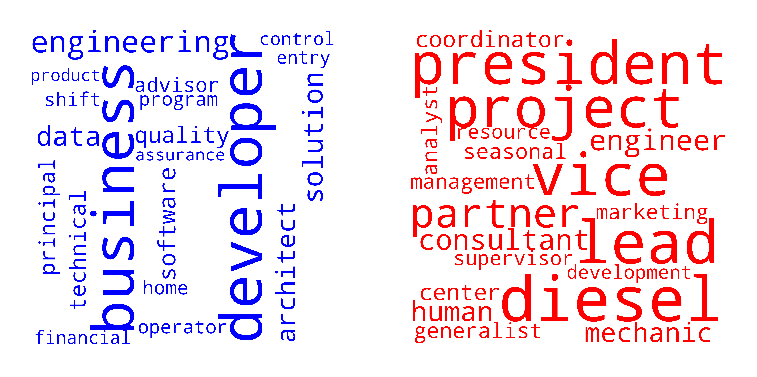 engineering
control
entry
product
advisor
shift
program
business
developer
solution
data
quality
assurance
principal
technical
software
architect
home
financial
operator
coordinator
president
project
analyst
resource
engineer
seasonal
management
vice
partner
marketing
consultant
lead
supervisor
development
center
diesel
human
generalist
mechanic